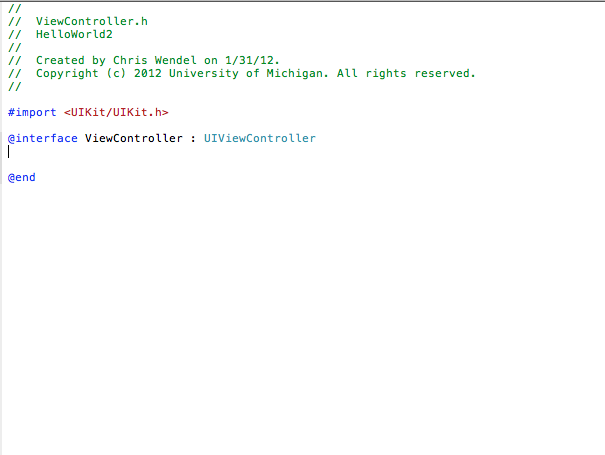 //
//  ViewController.h
//  HelloWorld2
//
//  Created by Chris Wendel on 1/31/12.
//  Copyright (c) 2012 University of Michigan. All rights reserved.
//
#import <UIKit/UIKit.h>
@interface ViewController : UIViewController
@end